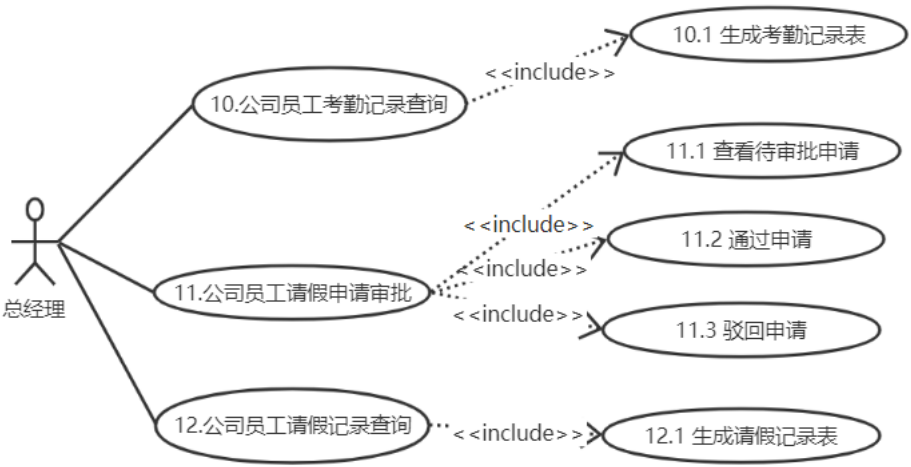 10.1 生成考勤记录表
<<include>>
10.公司员工考勤记录查询
11.1 查看待审批申请
<<include>>
11.2 通过申请
<<include>>
11.公司员工请假申请审批
总经理
<<include>>
11.3 驳回申请
12.公司员工请假记录查询
<<include>>
12.1 生成请假记录表